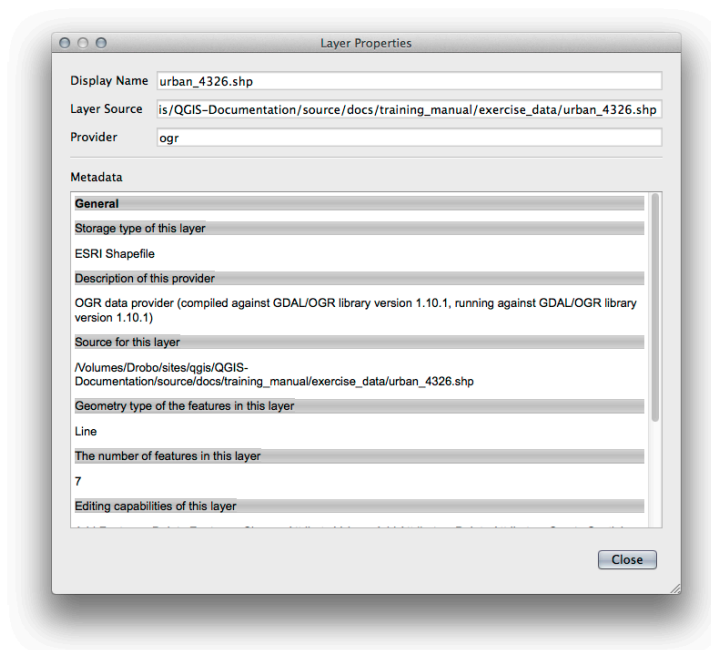 Layer Properties
Display Name urban_4326.shp
Layer Source is/QGIS-Documentation/source/docs/training_manual/exercise_data/urban_4326.shp
Provider ogr
Metadata
General
Storage type of this layer
ESRI Shapefile
Description of this provider
OGR data provider (compiled against GDAL/OGR library version 1.10.1, running against GDAL/OGR library
version 1.10.1)
Source for this layer
/Volumes/Drobo/sites/qgis/QGIS-
Documentation/source/docs/training_manual/exercise_data/urban_4326.shp
Geometry type of the features in this layer
Line
The number of features in this layer
7
Editing capabilities of this layer
Close